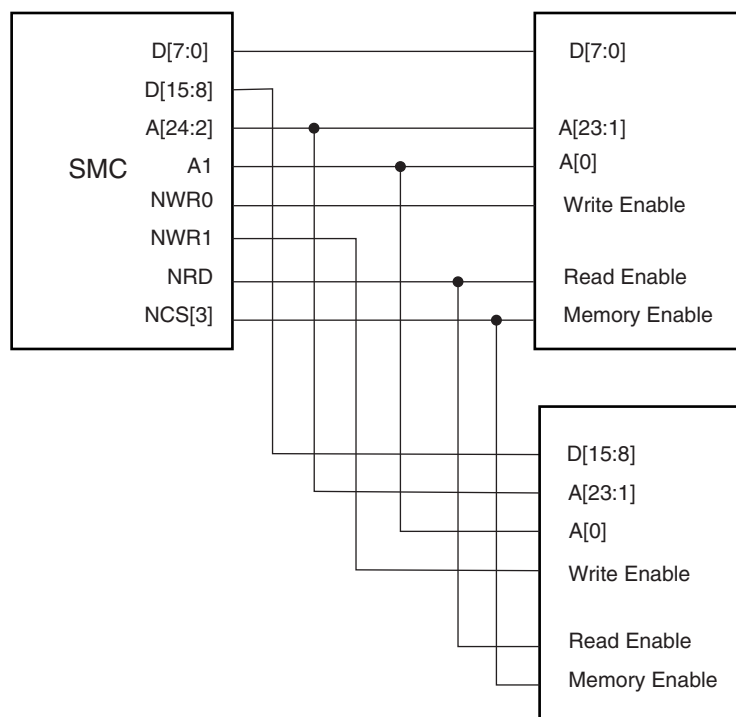 SMC
D[7:0]
D[15:8]
A[24:2]
A1
NWR0
NWR1
NRD
NCS[3]
D[7:0]
A[23:1]
A[0]
Write Enable
Read Enable
Memory Enable
D[15:8]
A[23:1]
A[0]
Write Enable
Read Enable
Memory Enable